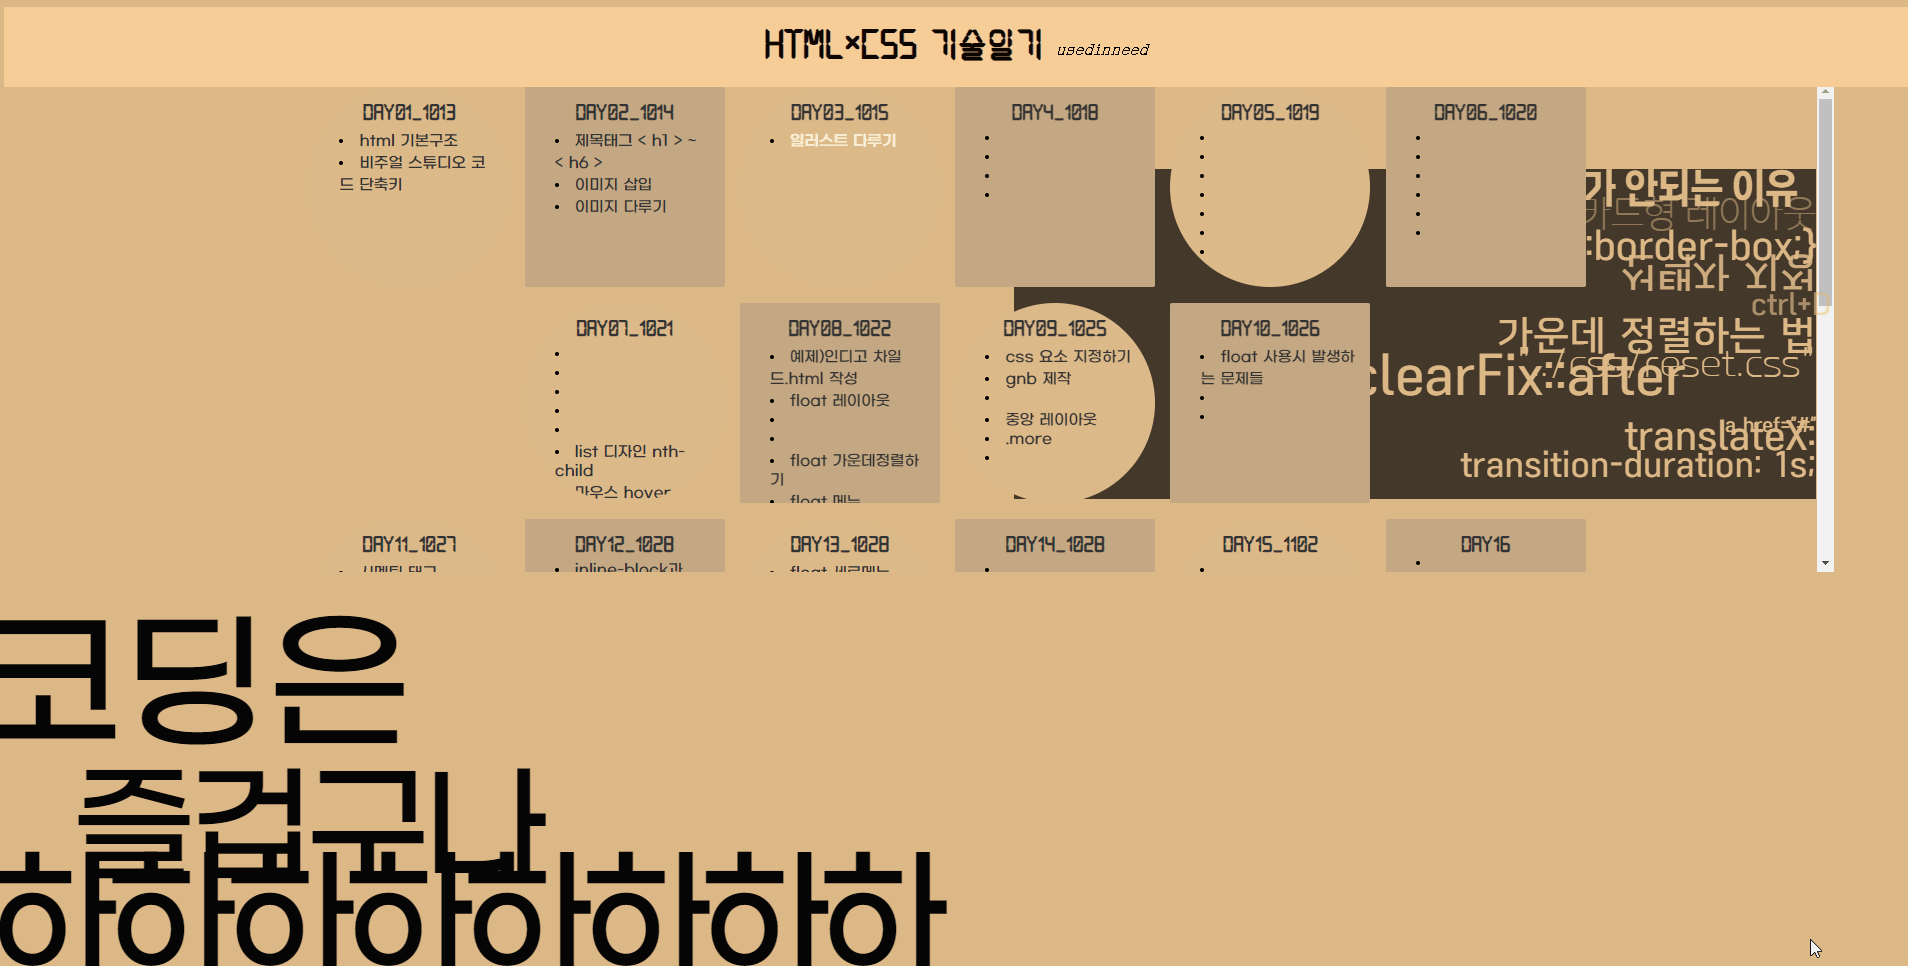 HTML×CSS 기술일기 usedinneed
DAY01_1013
html 기본구조
비주얼 스튜디오 코
드 단축키
DAY02_1014
제목태그 < h1 > ~
< h6 >
이미지 삽입
이미지 다루기
DAY03_1015
일러스트 다루기
DAY4_1018
DAY05_1019
DAY06_1020
가 안되는 이유
카드형 레이아웃
:border-box;}
선택자 지정
ctrl+D
가운데 정렬하는 법
"./css/reset.css"
clearFix::after
a href="#"
translateX:
transition-duration: 1s;
DAY07_1021
list 디자인 nth-
child
마우스 hover
DAY08_1022
예제)인디고 차일
드.html 작성
float 레이아웃
float 가운데정렬하
기
float 메뉴
DAY09_1025
css 요소 지정하기
gnb 제작
중앙 레이아웃
.more
DAY10_1026
float 사용시 발생하
는 문제들
DAY11_1027
시멘틱 태그
DAY12_1028
inline-block과
DAY13_1028
float 세로메뉴
DAY14_1028
DAY15_1102
DAY16
코딩은
즐겁구나
하하하하하하하하